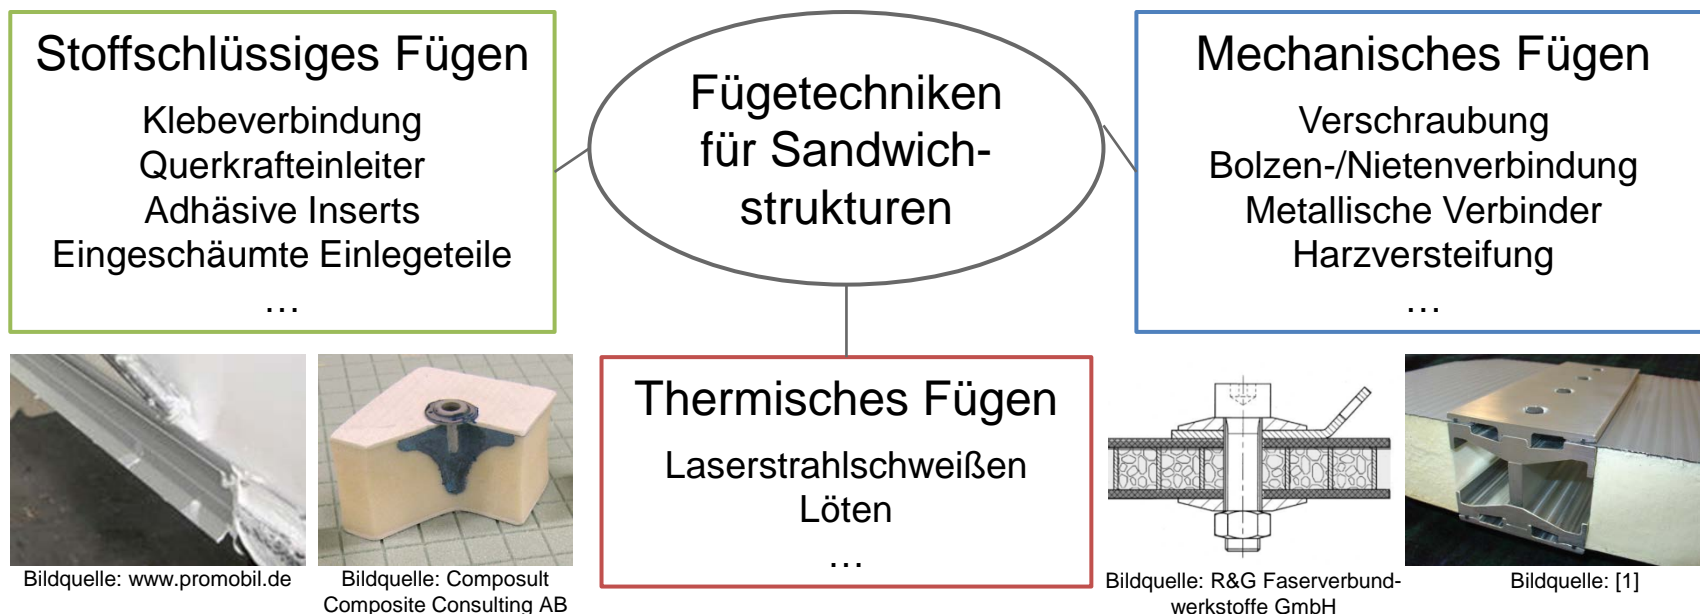 Stoffschlüssiges Fügen
Klebeverbindung
Querkrafteinleiter
Adhäsive Inserts
Eingeschäumte Einlegeteile
…
Fügetechniken
für Sandwich-
strukturen
Mechanisches Fügen
Verschraubung
Bolzen-/Nietenverbindung
Metallische Verbinder
Harzversteifung
…
Thermisches Fügen
Laserstrahlschweißen
Löten
…
Bildquelle: www.promobil.de
Bildquelle: Composult
Composite Consulting AB
Bildquelle: R&G Faserverbund-
werkstoffe GmbH
Bildquelle: [1]